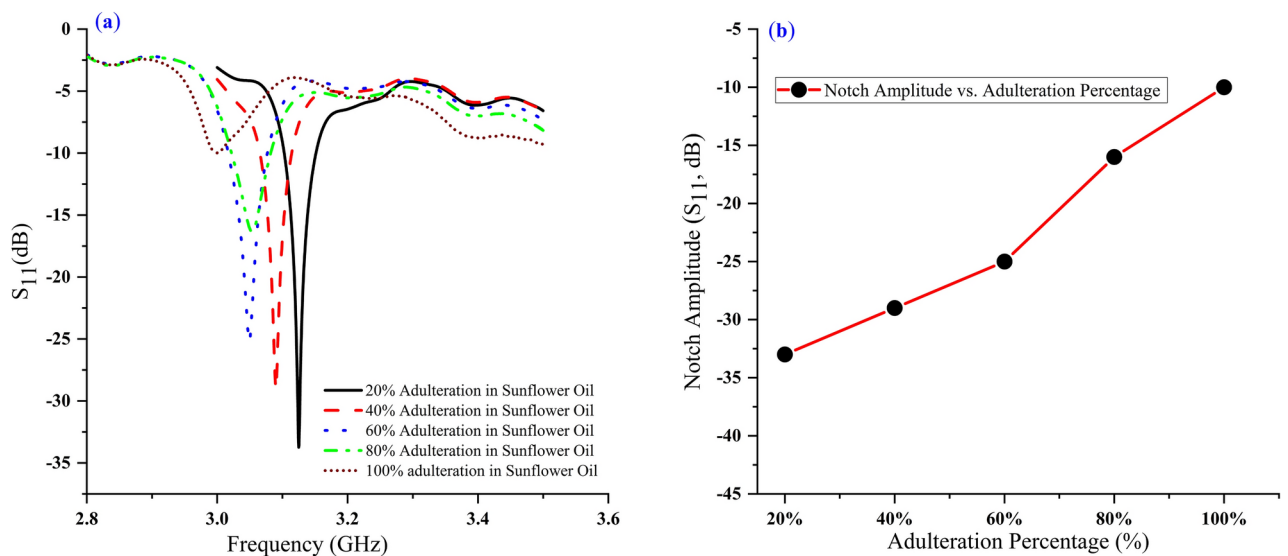 (a)
0
-5
-10
-15
-20
-25
-30
-35
S11(dB)
20% Adulteration in Sunflower Oil
40% Adulteration in Sunflower Oil
60% Adulteration in Sunflower Oil
80% Adulteration in Sunflower Oil
100% adulteration in Sunflower Oil
2.8 3.0 3.2 3.4 3.6
Frequency (GHz)
(b)
-5
-10
-15
-20
-25
-30
-35
-40
-45
Notch Amplitude (S11, dB)
Notch Amplitude vs. Adulteration Percentage
20% 40% 60% 80% 100%
Adulteration Percentage (%)